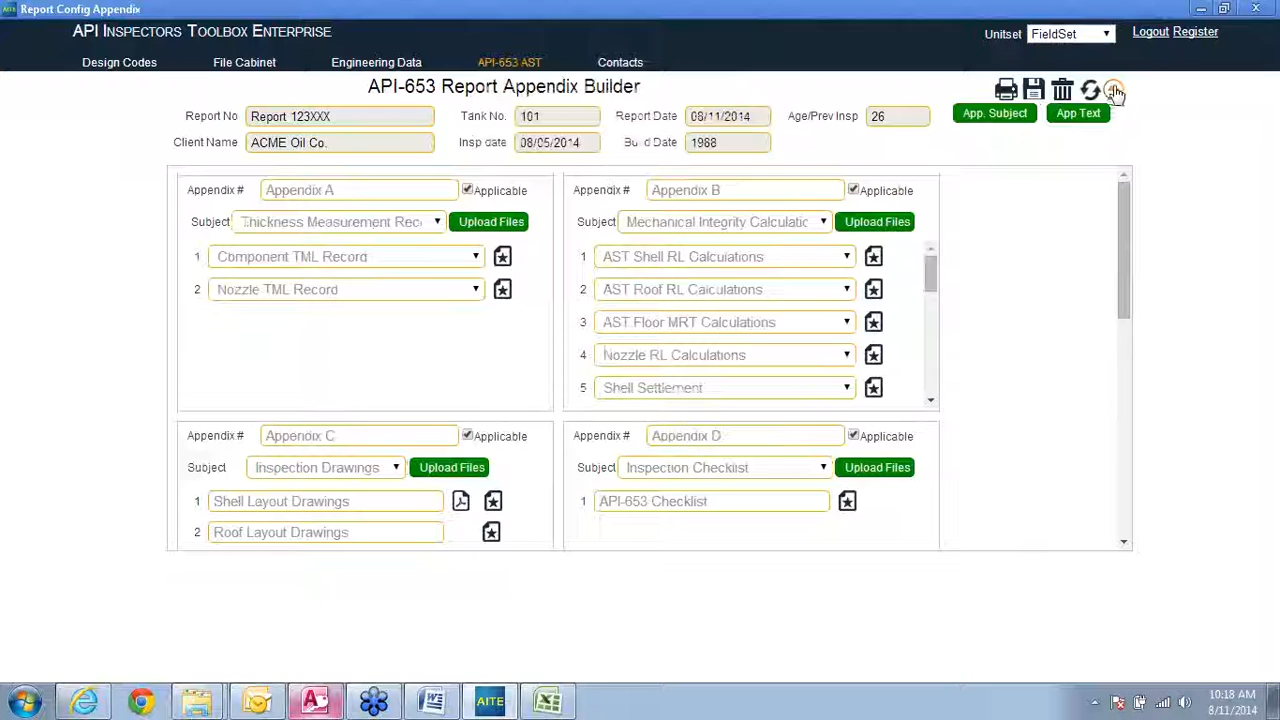 Report Config Appendix
API INSPECTORS TOOLBOX ENTERPRISE
Unitset FieldSet Logout Register
Design Codes File Cabinet Engineering Data API-653 AST Contacts
API-653 Report Appendix Builder
Report No Report 123XXX Tank No. 101 Report Date 08/11/2014 Age/Prev Insp 26 App. Subject App Text
Client Name ACME Oil Co. Insp date 08/05/2014 Build Date 1988
Appendix # Appendix A Applicable
Subject Thickness Measurement Rec Upload Files
1 Component TML Record
2 Nozzle TML Record
Appendix # Appendix B Applicable
Subject Mechanical Integrity Calculatic Upload Files
1 AST Shell RL Calculations
2 AST Roof RL Calculations
3 AST Floor MRT Calculations
4 Nozzle RL Calculations
5 Shell Settlement
Appendix # Appendix C Applicable
Subject Inspection Drawings Upload Files
1 Shell Layout Drawings
2 Roof Layout Drawings
Appendix # Appendix D Applicable
Subject Inspection Checklist Upload Files
1 API-653 Checklist
AITE
10:18 AM
8/11/2014